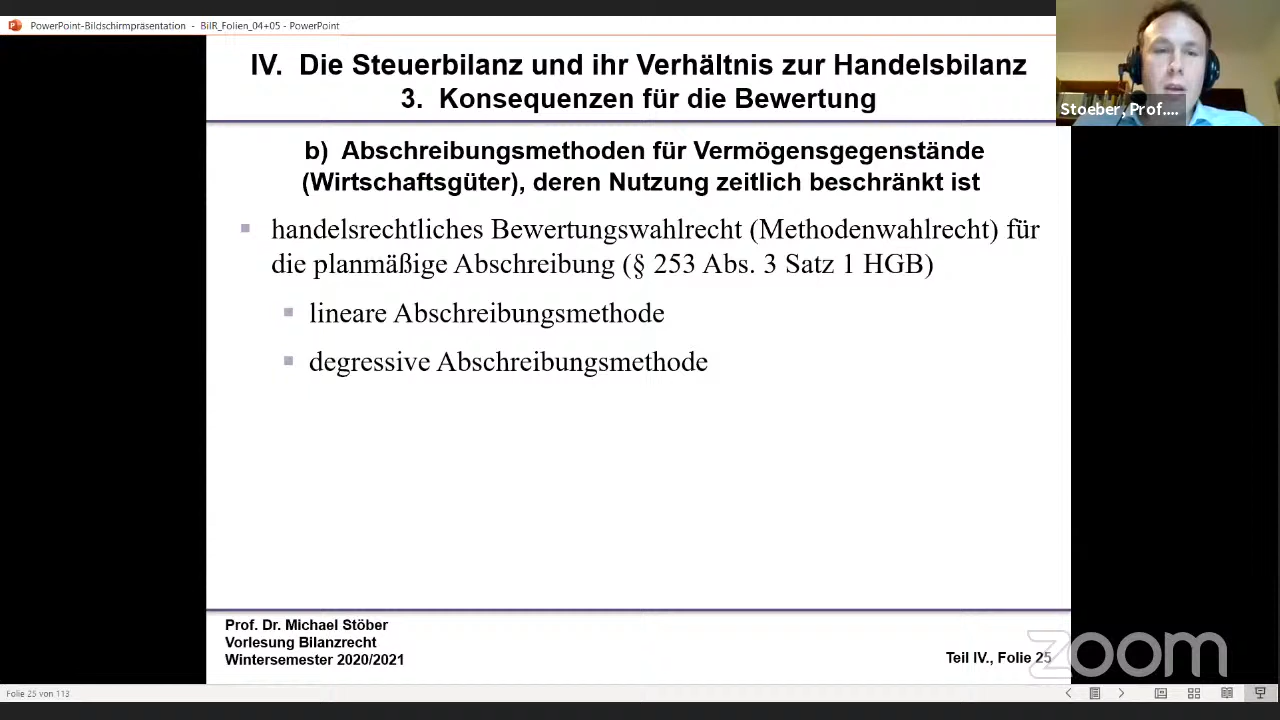 PowerPoint-Bildschirmpräsentation - BilR_Folien_04+05 - PowerPoint
Stoeber, Prof....
IV. Die Steuerbilanz und ihr Verhältnis zur Handelsbilanz
3. Konsequenzen für die Bewertung
b) Abschreibungsmethoden für Vermögensgegenstände
(Wirtschaftsgüter), deren Nutzung zeitlich beschränkt ist
handelsrechtliches Bewertungswahlrecht (Methodenwahlrecht) für
die planmäßige Abschreibung (§ 253 Abs. 3 Satz 1 HGB)
lineare Abschreibungsmethode
degressive Abschreibungsmethode
Prof. Dr. Michael Stöber
Vorlesung Bilanzrecht
Wintersemester 2020/2021
Teil IV., Folie 25
zoom
Folie 25 von 113